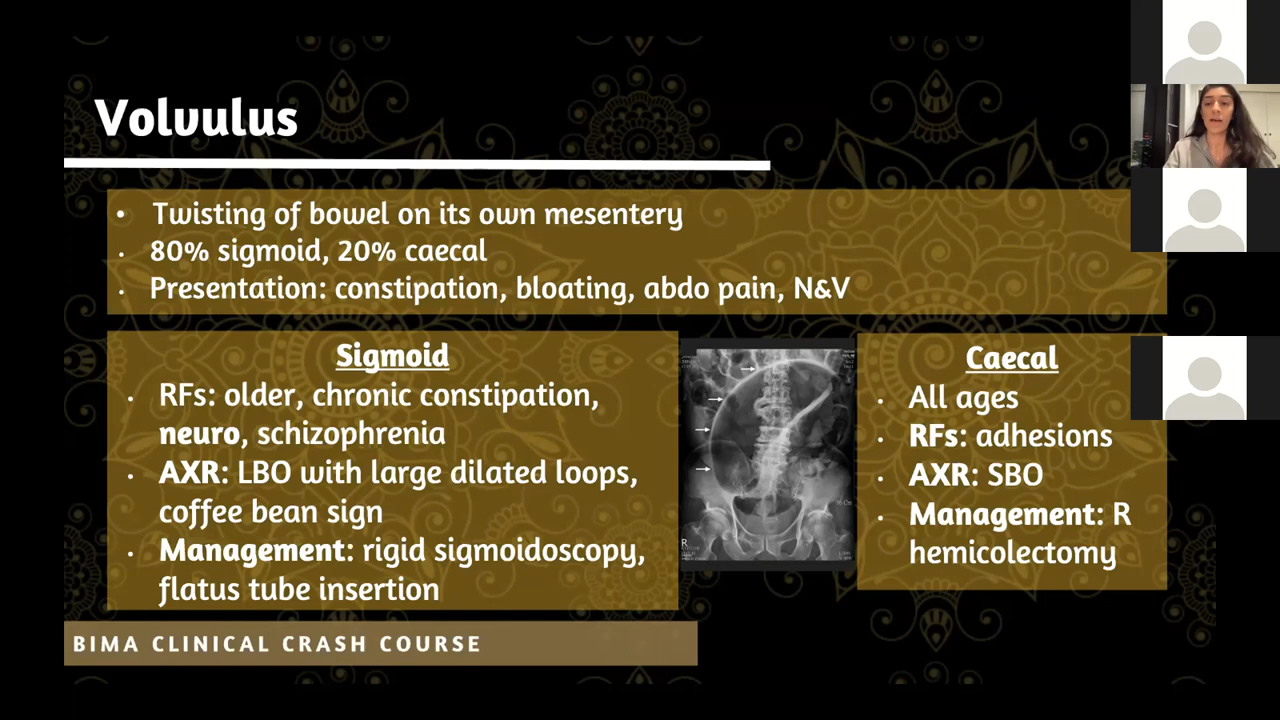 Volvulus
• Twisting of bowel on its own mesentery
• 80% sigmoid, 20% caecal
• Presentation: constipation, bloating, abdo pain, N&V
Sigmoid
• RFs: older, chronic constipation,
neuro, schizophrenia
• AXR: LBO with large dilated loops,
coffee bean sign
• Management: rigid sigmoidoscopy,
flatus tube insertion
R
Caecal
• All ages
• RFs: adhesions
• AXR: SBO
• Management: R
hemicolectomy
BIMA CLINICAL CRASH COURSE